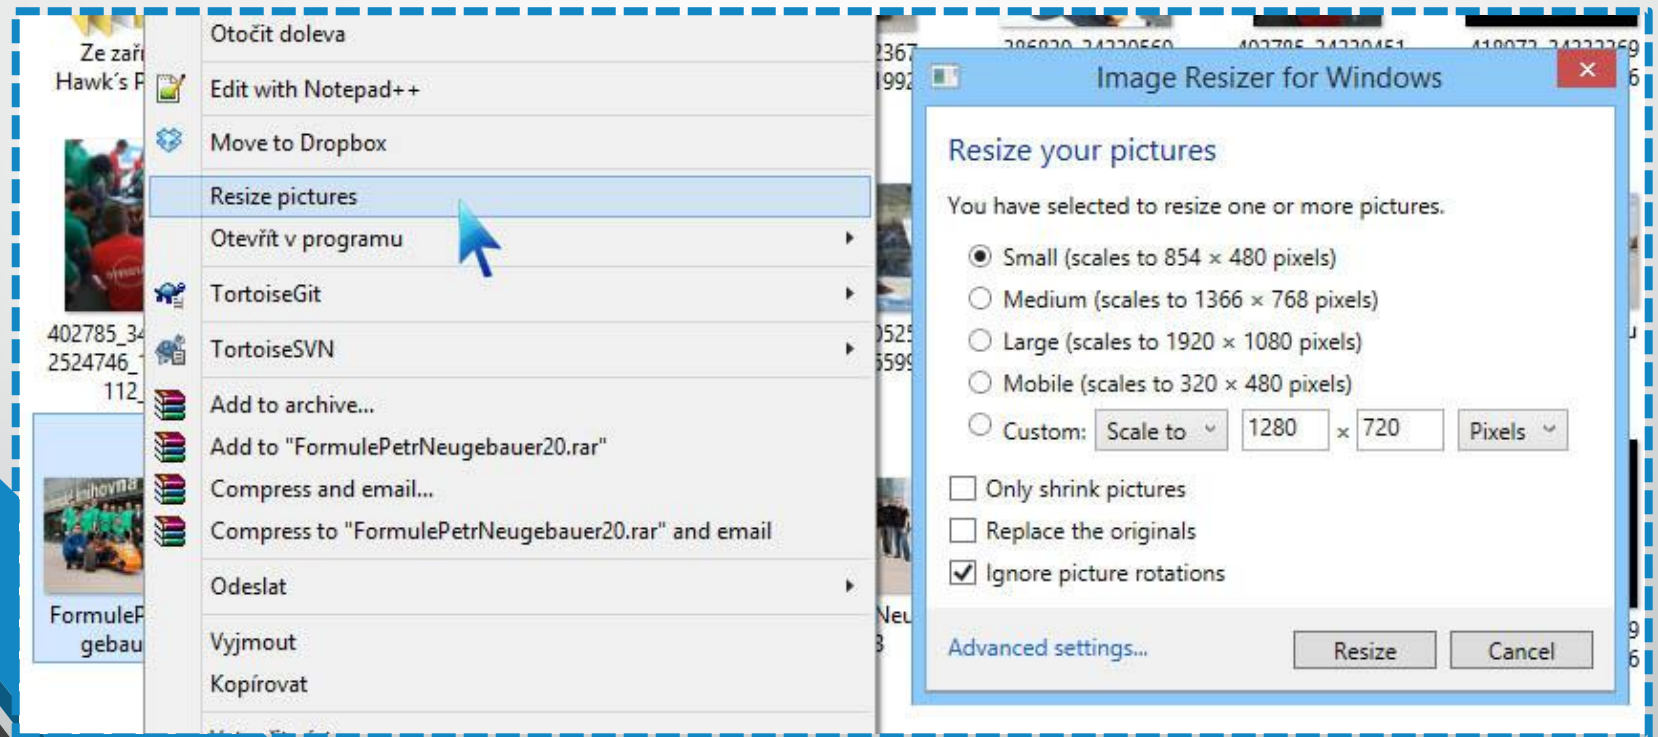 Otočit doleva
Edit with Notepad++
Move to Dropbox
Resize pictures
Otevřít v programu
TortoiseGit
TortoiseSVN
Add to archive...
Add to "FormulePetrNeugebauer20.rar"
Compress and email...
Compress to "FormulePetrNeugebauer20.rar" and email
Odeslat
Vyjmout
Kopírovat
Ze zař
Hawk´s P
402785_34
2524746_
112_
FormuleP
gebau
Image Resizer for Windows
Resize your pictures
You have selected to resize one or more pictures.
Small (scales to 854 × 480 pixels)
Medium (scales to 1366 × 768 pixels)
Large (scales to 1920 × 1080 pixels)
Mobile (scales to 320 × 480 pixels)
Custom: Scale to 1280 × 720 Pixels
Only shrink pictures
Replace the originals
Ignore picture rotations
Advanced settings... Resize Cancel